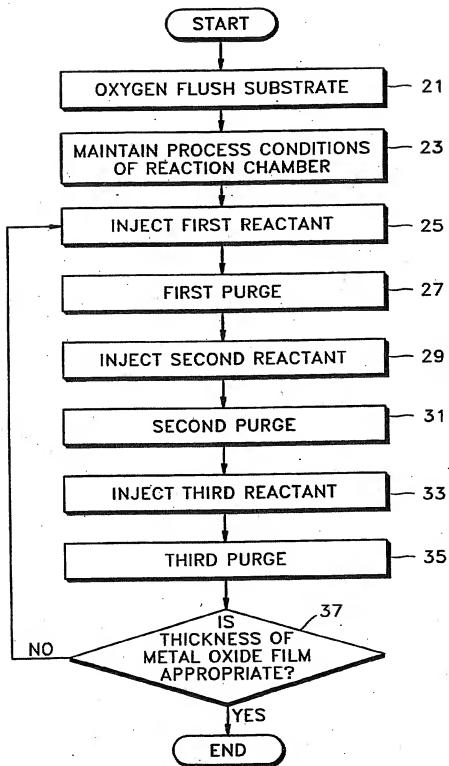 START
OXYGEN FLUSH SUBSTRATE
21
MAINTAIN PROCESS CONDITIONS
OF REACTION CHAMBER
23
INJECT FIRST REACTANT
25
FIRST PURGE
27
INJECT SECOND REACTANT
29
SECOND PURGE
31
INJECT THIRD REACTANT
33
THIRD PURGE
35
37
IS
THICKNESS OF
METAL OXIDE FILM
APPROPRIATE?
NO
YES
END